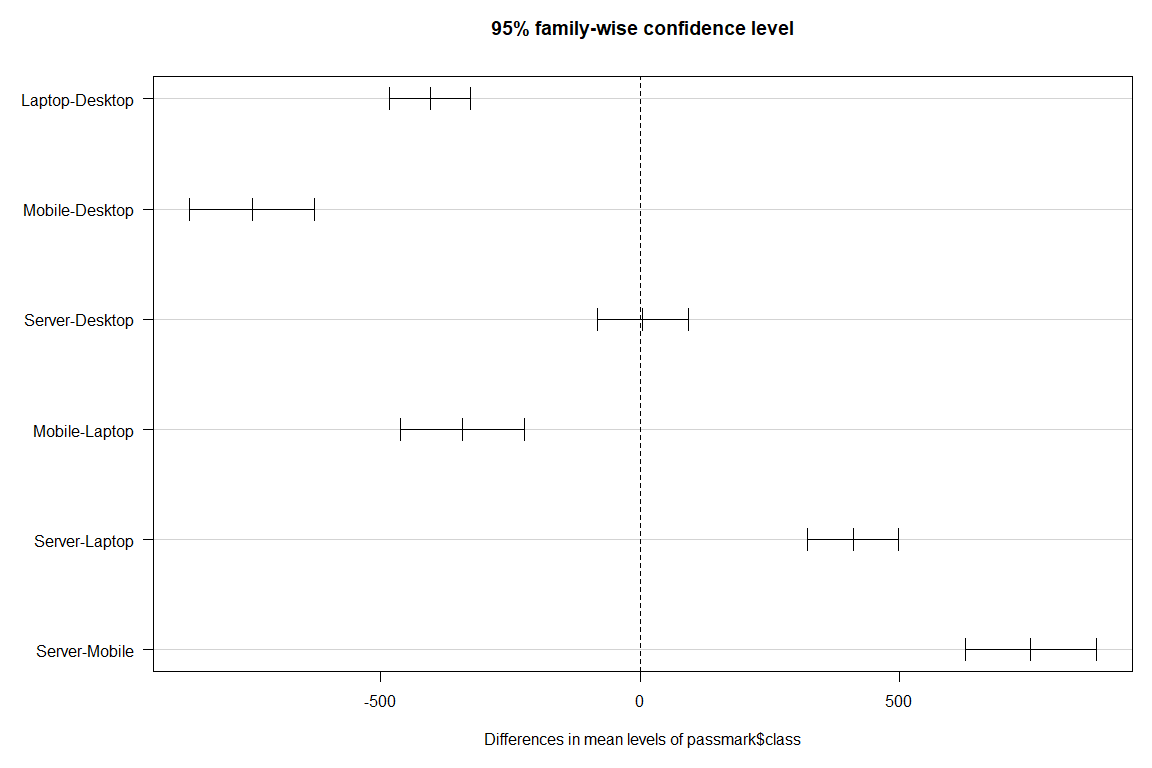 95% family-wise confidence level
Laptop-Desktop
Mobile-Desktop
Server-Desktop
Mobile-Laptop
Server-Laptop
Server-Mobile
-500 0 500
Differences in mean levels of passmark$class